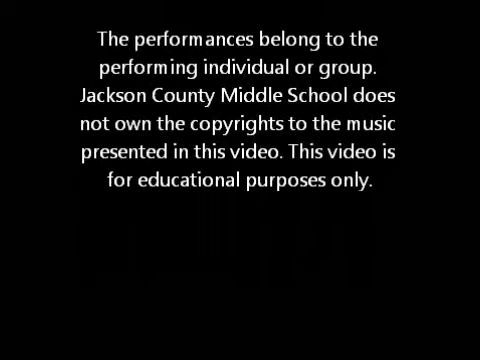 The performances belong to the
performing individual or group.
Jackson County Middle School does
not own the copyrights to the music
presented in this video. This video is
for educational purposes only.